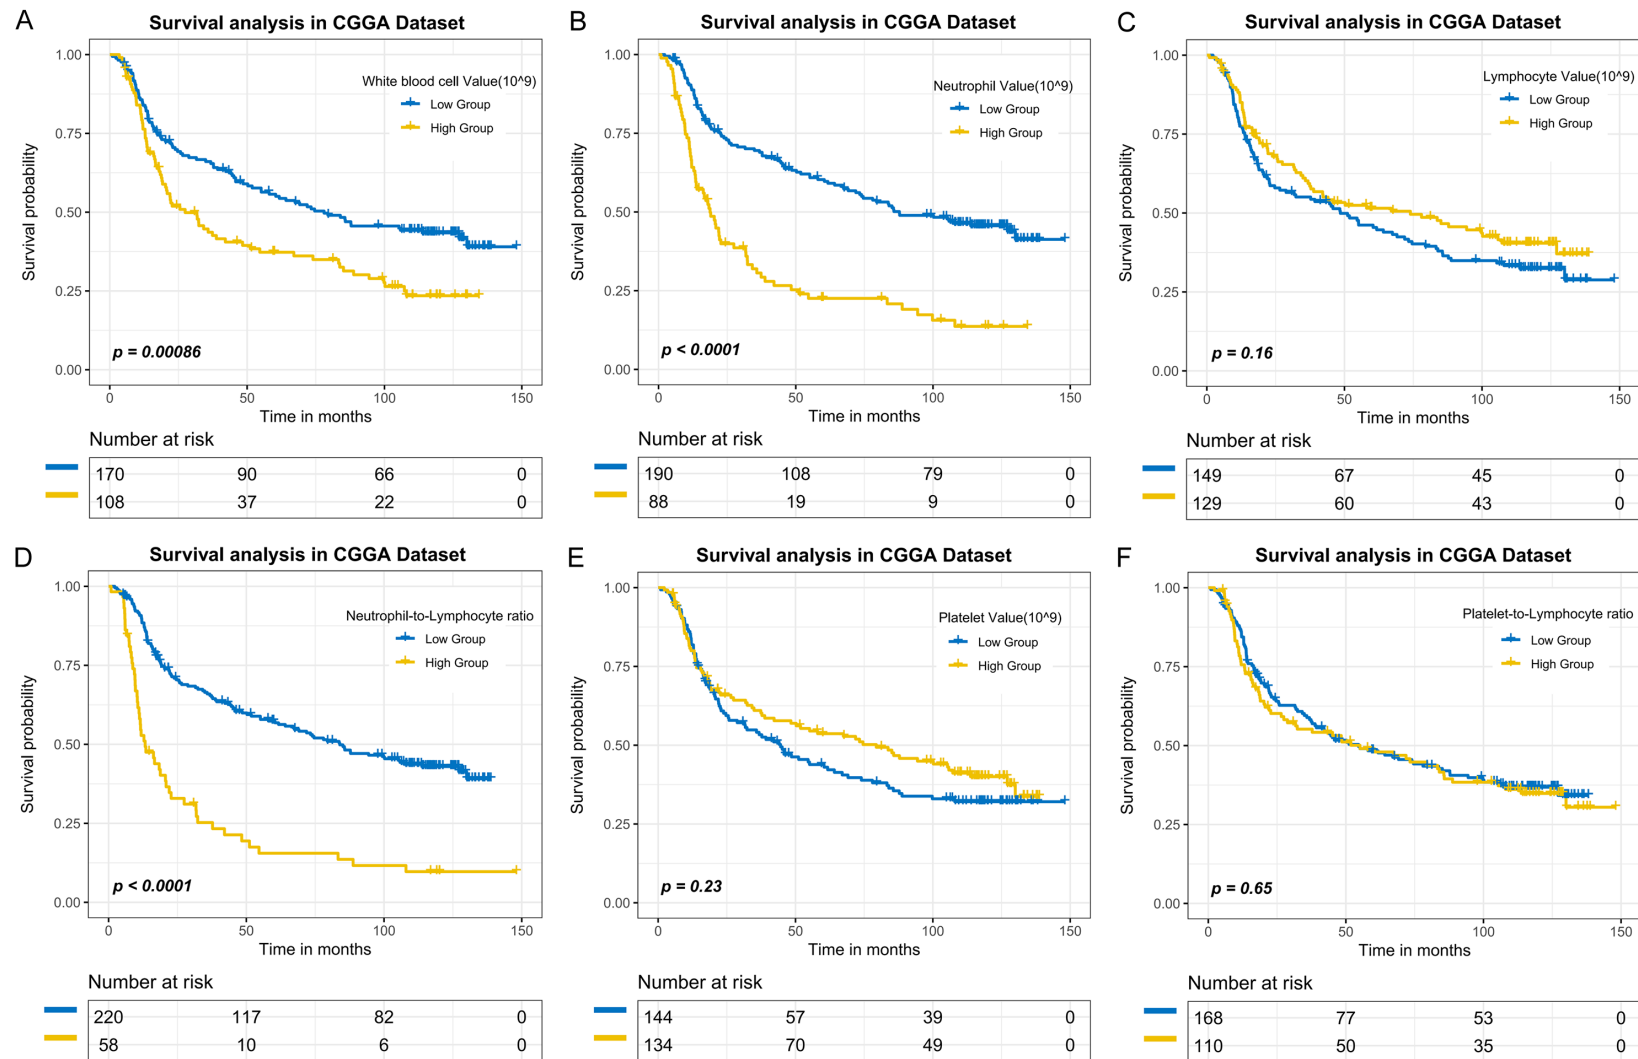 A
Survival analysis in CGGA Dataset
Survival probability
1.00
0.75
0.50
0.25
0.00
White blood cell Value(10^9)
Low Group
High Group
p = 0.00086
0 50 100 150
Time in months
Number at risk
170 90 66 0
108 37 22 0
B
Survival analysis in CGGA Dataset
Survival probability
1.00
0.75
0.50
0.25
0.00
Neutrophil Value(10^9)
Low Group
High Group
p < 0.0001
0 50 100 150
Time in months
Number at risk
190 108 79 0
88 19 9 0
C
Survival analysis in CGGA Dataset
Survival probability
1.00
0.75
0.50
0.25
0.00
Lymphocyte Value(10^9)
Low Group
High Group
p = 0.16
0 50 100 150
Time in months
Number at risk
149 67 45 0
129 60 43 0
D
Survival analysis in CGGA Dataset
Survival probability
1.00
0.75
0.50
0.25
0.00
Neutrophil-to-Lymphocyte ratio
Low Group
High Group
p < 0.0001
0 50 100 150
Time in months
Number at risk
220 117 82 0
58 10 6 0
E
Survival analysis in CGGA Dataset
Survival probability
1.00
0.75
0.50
0.25
0.00
Platelet Value(10^9)
Low Group
High Group
p = 0.23
0 50 100 150
Time in months
Number at risk
144 57 39 0
134 70 49 0
F
Survival analysis in CGGA Dataset
Survival probability
1.00
0.75
0.50
0.25
0.00
Platelet-to-Lymphocyte ratio
Low Group
High Group
p = 0.65
0 50 100 150
Time in months
Number at risk
168 77 53 0
110 50 35 0